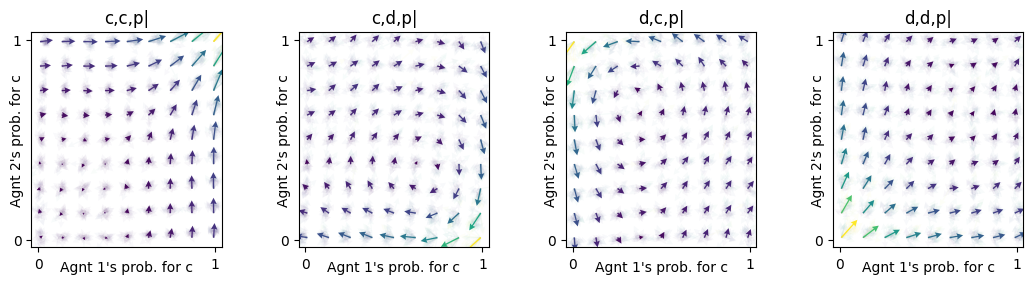 c,c,p|
1
Agnt 2's prob. for c
0
0
Agnt 1's prob. for c
1
c,d,p|
1
Agnt 2's prob. for c
0
0
Agnt 1's prob. for c
1
d,c,p|
1
Agnt 2's prob. for c
0
0
Agnt 1's prob. for c
1
d,d,p|
1
Agnt 2's prob. for c
0
0
Agnt 1's prob. for c
1